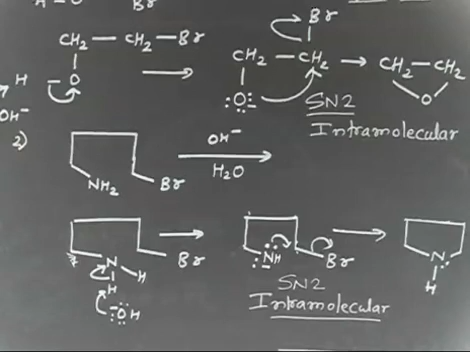 H — O Br
Br
CH₂ — CH₂ — Br
CH₂ — CH₂ → CH₂ — CH₂
H — O
:O:
O
OH⁻
SN2
Intramolecular
2)
OH⁻
H₂O
NH₂ Br
N H Br
NH Br
N
H
H
SN2
OH
Intramolecular